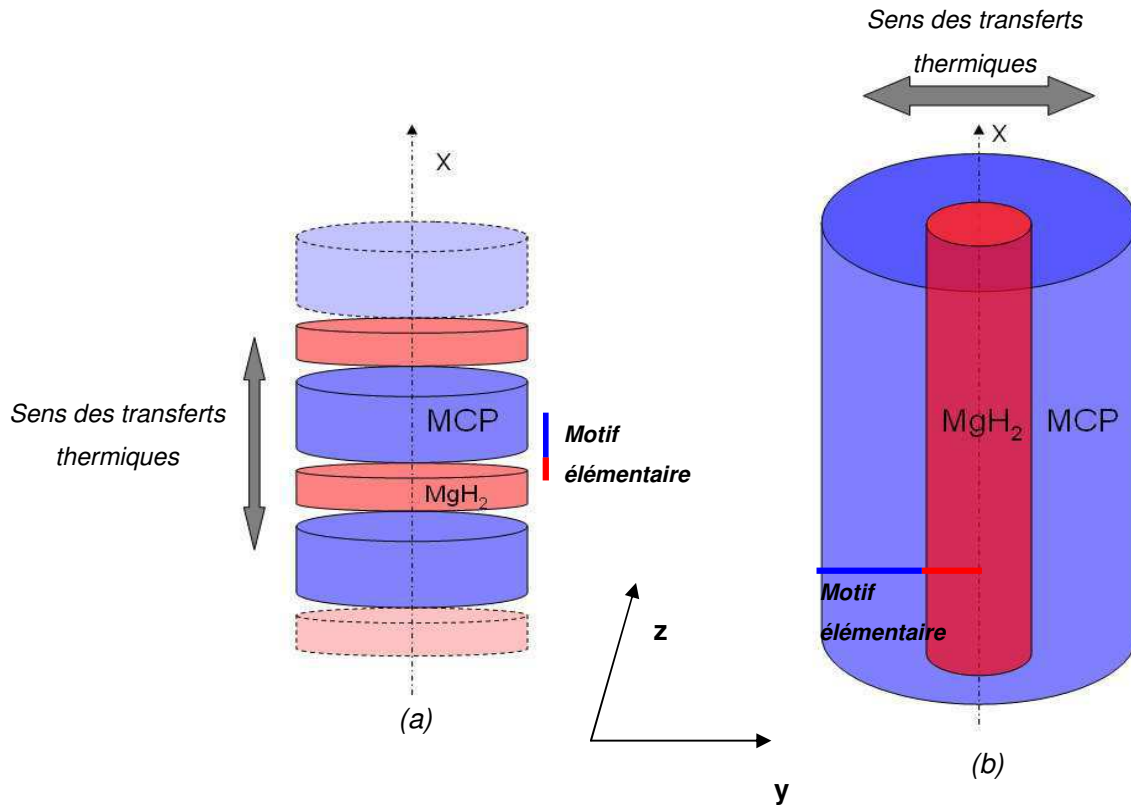 Sens des transferts
thermiques
X
MCP
MgH₂
Sens des transferts
thermiques
Motif
élémentaire
(a)
z
y
X
MgH₂ MCP
Motif
élémentaire
(b)